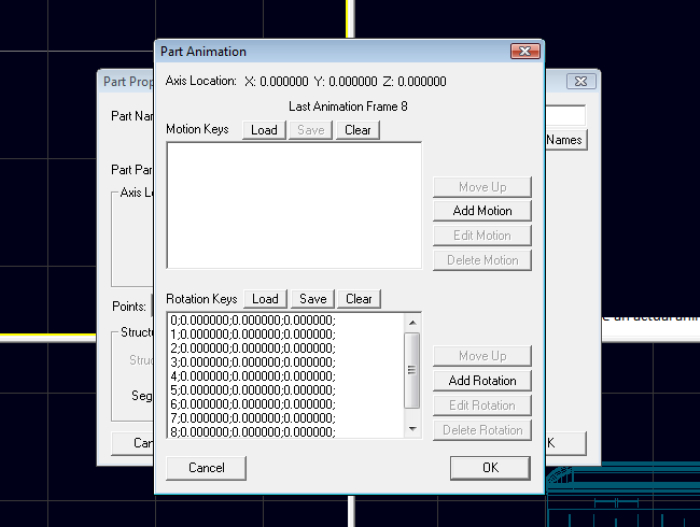 Part Animation
Part Prop
Axis Location: X: 0.000000 Y: 0.000000 Z: 0.000000
Last Animation Frame 8
Part Nam
Motion Keys Load Save Clear
Names
Part Par
Move Up
Axis Lo
Add Motion
Edit Motion
Delete Motion
Points:
Rotation Keys Load Save Clear
0;0.000000;0.000000;0.000000;
Structu
1;0.000000;0.000000;0.000000;
2;0.000000;0.000000;0.000000;
Move Up
Struc
3;0.000000;0.000000;0.000000;
4;0.000000;0.000000;0.000000;
Add Rotation
5;0.000000;0.000000;0.000000;
Seg
6;0.000000;0.000000;0.000000;
Edit Rotation
7;0.000000;0.000000;0.000000;
8;0.000000;0.000000;0.000000;
Delete Rotation
Can
K
Cancel
OK